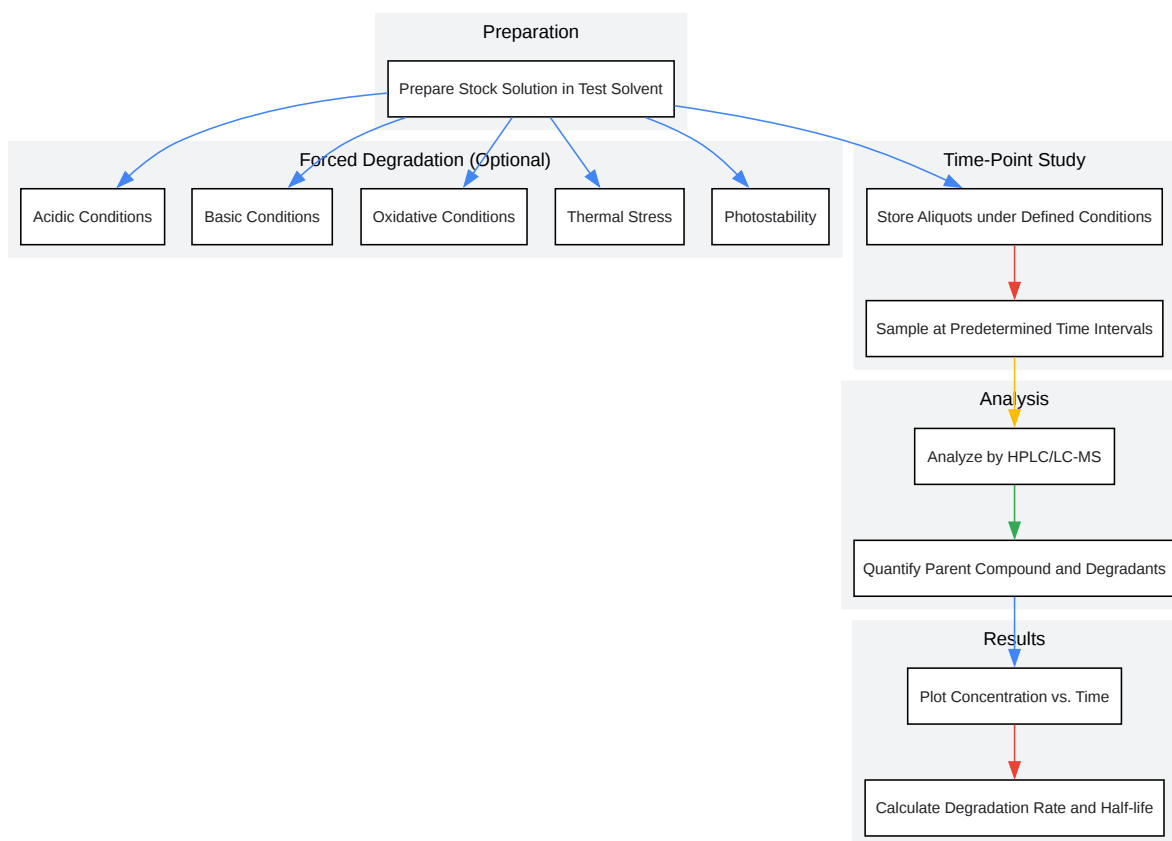 Preparation
Prepare Stock Solution in Test Solvent
Forced Degradation (Optional)
Acidic Conditions
Basic Conditions
Oxidative Conditions
Thermal Stress
Photostability
Time-Point Study
Store Aliquots under Defined Conditions
Sample at Predetermined Time Intervals
Analysis
Analyze by HPLC/LC-MS
Quantify Parent Compound and Degradants
Results
Plot Concentration vs. Time
Calculate Degradation Rate and Half-life